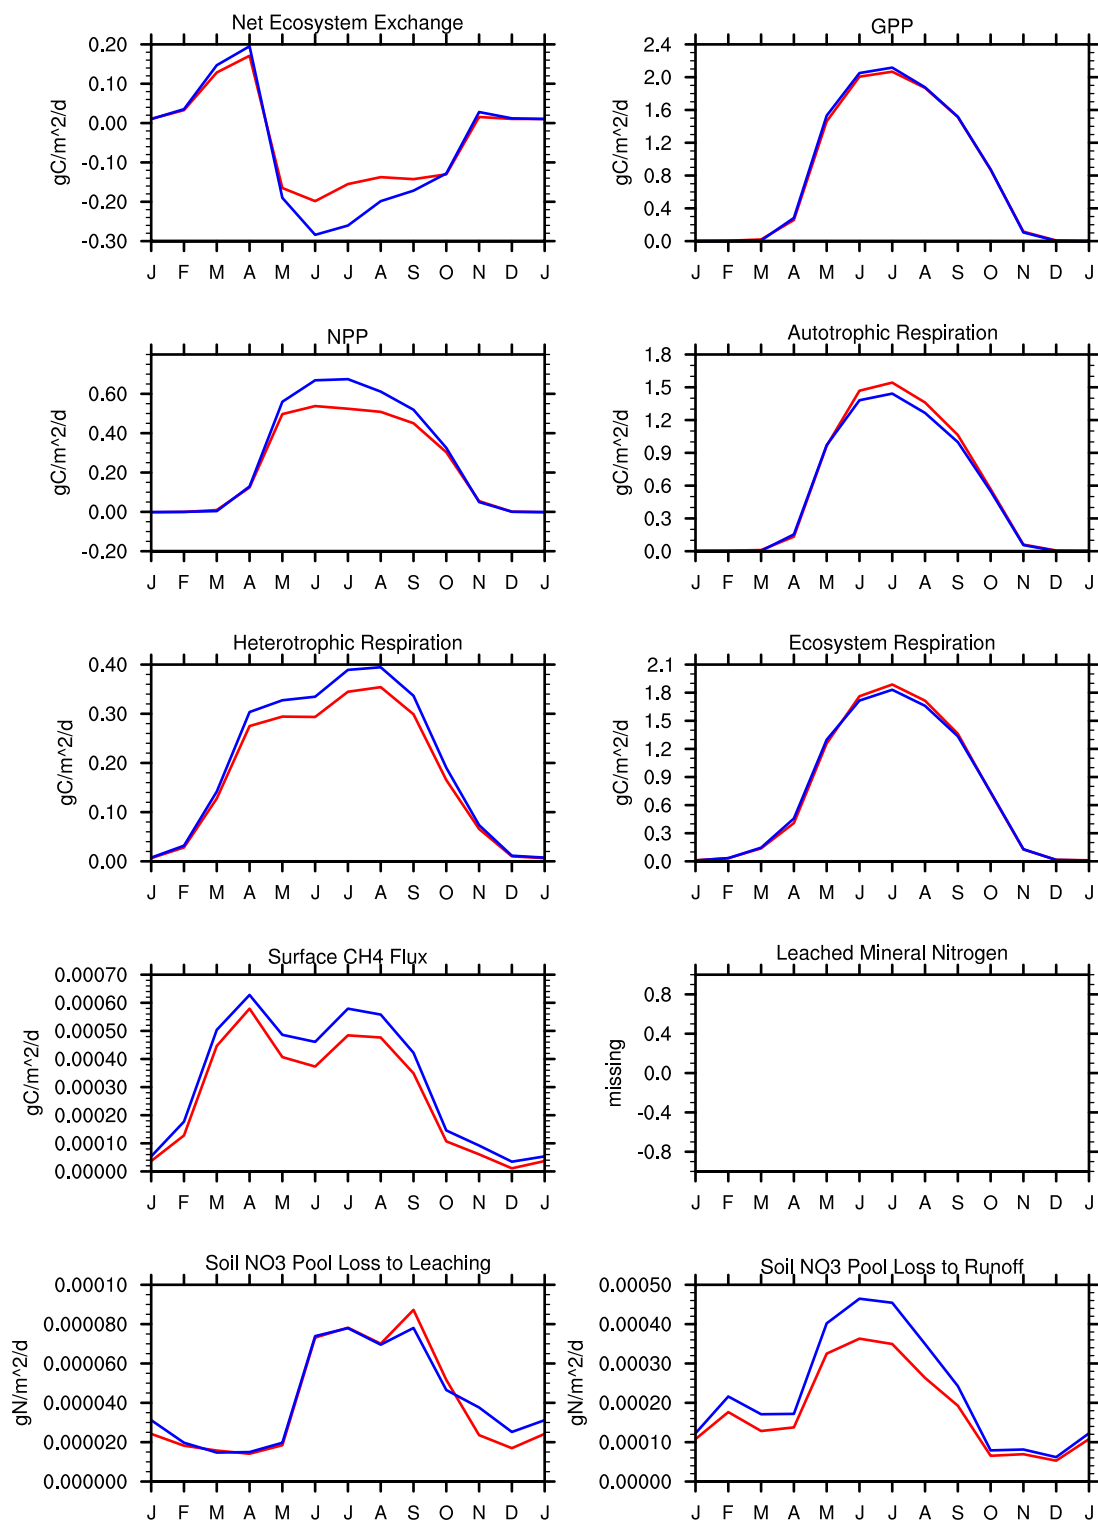 Net Ecosystem Exchange
gC/m^2/d
0.20
0.10
0.00
-0.10
-0.20
-0.30
J F M A M J J A S O N D J
GPP
gC/m^2/d
2.4
2.0
1.6
1.2
0.8
0.4
0.0
J F M A M J J A S O N D J
NPP
gC/m^2/d
0.60
0.40
0.20
0.00
-0.20
J F M A M J J A S O N D J
Autotrophic Respiration
gC/m^2/d
1.8
1.5
1.2
0.9
0.6
0.3
0.0
J F M A M J J A S O N D J
Heterotrophic Respiration
gC/m^2/d
0.40
0.30
0.20
0.10
0.00
J F M A M J J A S O N D J
Ecosystem Respiration
gC/m^2/d
2.1
1.8
1.5
1.2
0.9
0.6
0.3
0.0
J F M A M J J A S O N D J
Surface CH4 Flux
gC/m^2/d
0.00070
0.00060
0.00050
0.00040
0.00030
0.00020
0.00010
0.00000
J F M A M J J A S O N D J
Leached Mineral Nitrogen
missing
0.8
0.4
0.0
-0.4
-0.8
J F M A M J J A S O N D J
Soil NO3 Pool Loss to Leaching
gN/m^2/d
0.00010
0.000080
0.000060
0.000040
0.000020
0.000000
J F M A M J J A S O N D J
Soil NO3 Pool Loss to Runoff
gN/m^2/d
0.00050
0.00040
0.00030
0.00020
0.00010
0.00000
J F M A M J J A S O N D J